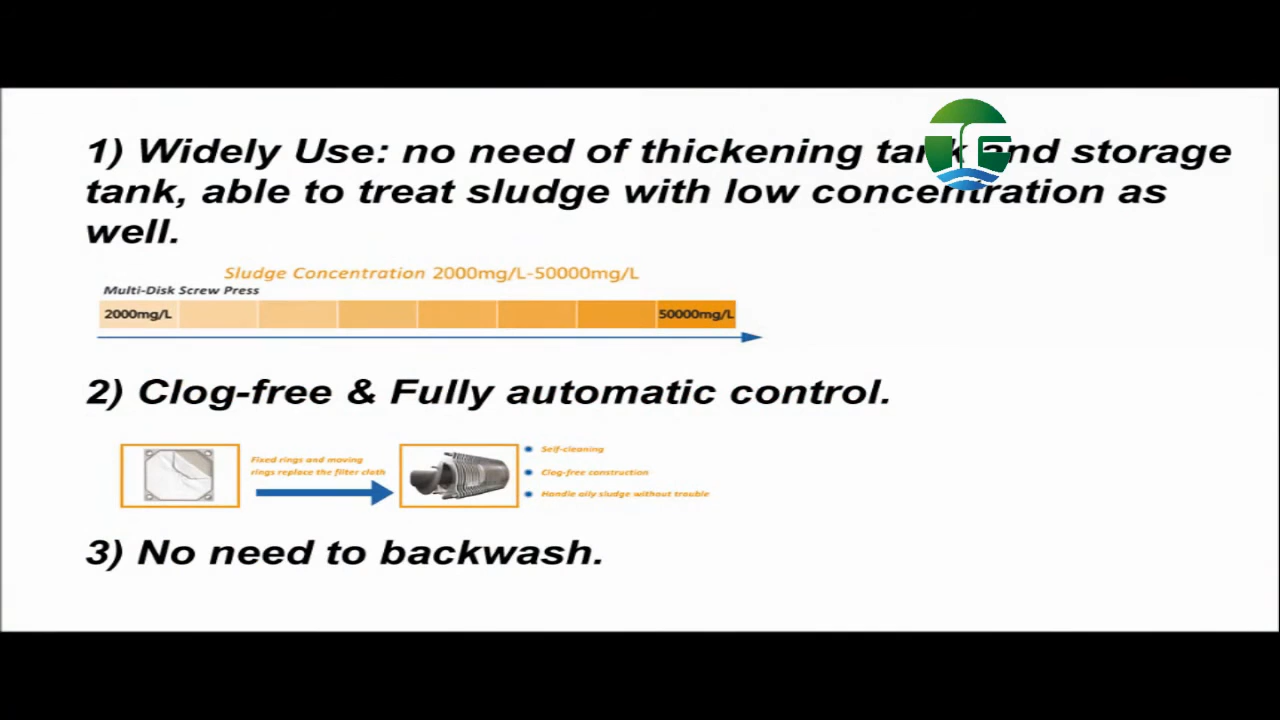 1) Widely Use: no need of thickening tank and storage
tank, able to treat sludge with low concentration as
well.
Sludge Concentration 2000mg/L-50000mg/L
Multi-Disk Screw Press
2000mg/L 50000mg/L
2) Clog-free & Fully automatic control.
Fixed rings and moving
rings replace the filter cloth
Self-cleaning
Clog-free construction
Handle oily sludge without trouble
3) No need to backwash.